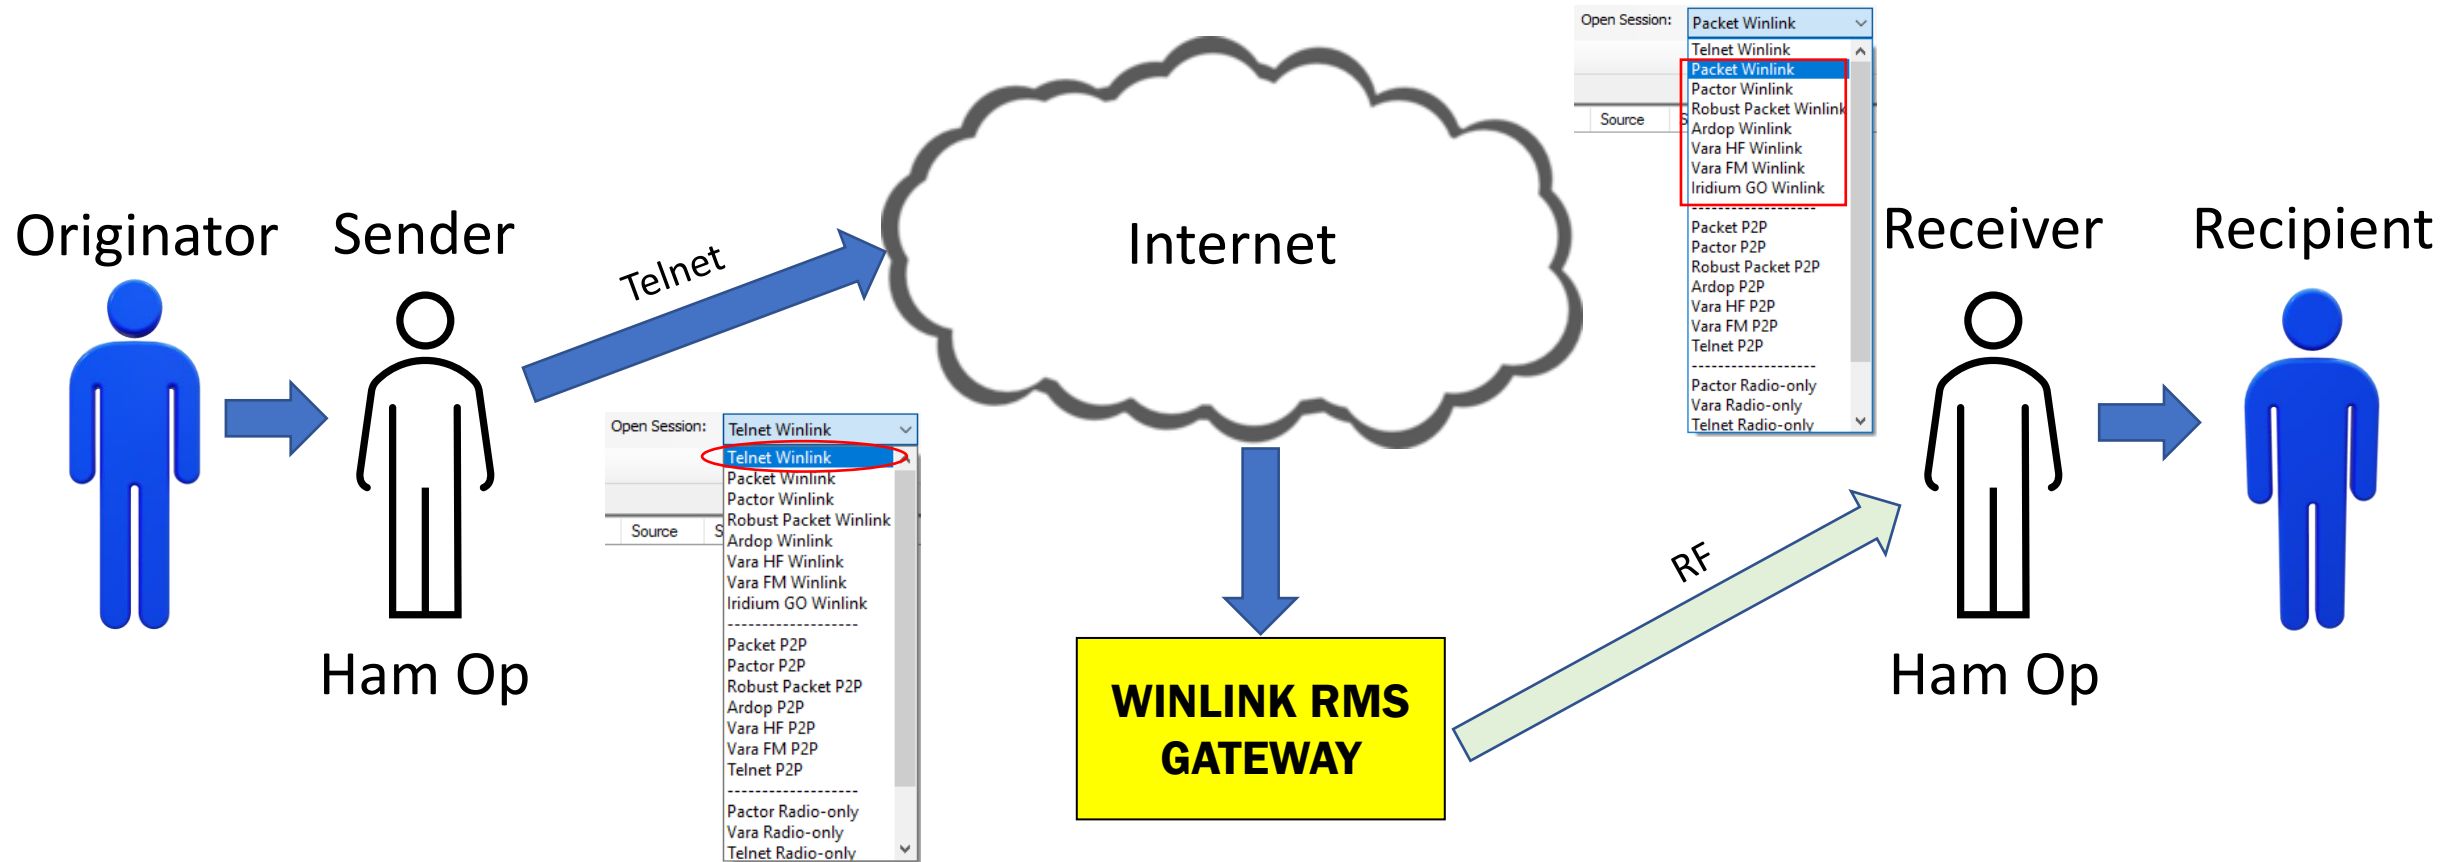 Originator
Sender
Ham Op
Telnet
Open Session:
Telnet Winlink
Telnet Winlink
Packet Winlink
Pactor Winlink
Robust Packet Winlink
Ardop Winlink
Vara HF Winlink
Vara FM Winlink
Iridium GO Winlink
-------------------
Packet P2P
Pactor P2P
Robust Packet P2P
Ardop P2P
Vara HF P2P
Vara FM P2P
Telnet P2P
-------------------
Pactor Radio-only
Vara Radio-only
Telnet Radio-only
Source
S
Internet
WINLINK RMS
GATEWAY
RF
Open Session:
Packet Winlink
Telnet Winlink
Packet Winlink
Pactor Winlink
Robust Packet Winlink
Ardop Winlink
Vara HF Winlink
Vara FM Winlink
Iridium GO Winlink
-------------------
Packet P2P
Pactor P2P
Robust Packet P2P
Ardop P2P
Vara HF P2P
Vara FM P2P
Telnet P2P
-------------------
Pactor Radio-only
Vara Radio-only
Telnet Radio-only
Source
S
Receiver
Ham Op
Recipient